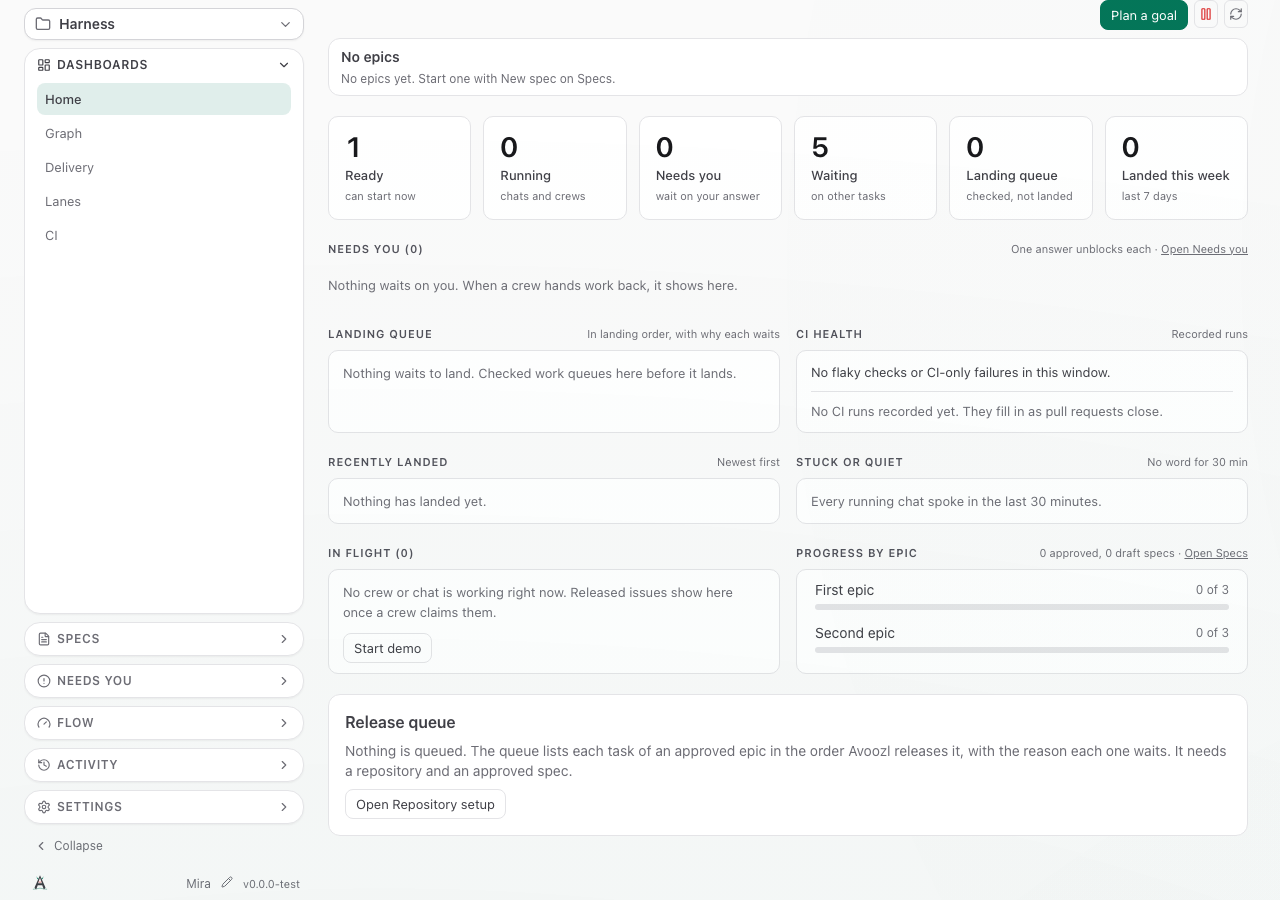 Harness
DASHBOARDS
Home
Graph
Delivery
Lanes
CI
SPECS
NEEDS YOU
FLOW
ACTIVITY
SETTINGS
Collapse
Mira v0.0.0-test
Plan a goal
No epics
No epics yet. Start one with New spec on Specs.
1
Ready
can start now
0
Running
chats and crews
0
Needs you
wait on your answer
5
Waiting
on other tasks
0
Landing queue
checked, not landed
0
Landed this week
last 7 days
NEEDS YOU (0)
One answer unblocks each · Open Needs you
Nothing waits on you. When a crew hands work back, it shows here.
LANDING QUEUE
In landing order, with why each waits
Nothing waits to land. Checked work queues here before it lands.
CI HEALTH
Recorded runs
No flaky checks or CI-only failures in this window.
No CI runs recorded yet. They fill in as pull requests close.
RECENTLY LANDED
Newest first
Nothing has landed yet.
STUCK OR QUIET
No word for 30 min
Every running chat spoke in the last 30 minutes.
IN FLIGHT (0)
No crew or chat is working right now. Released issues show here
once a crew claims them.
Start demo
PROGRESS BY EPIC
0 approved, 0 draft specs · Open Specs
First epic 0 of 3
Second epic 0 of 3
Release queue
Nothing is queued. The queue lists each task of an approved epic in the order Avoozl releases it, with the reason each one waits. It needs
a repository and an approved spec.
Open Repository setup